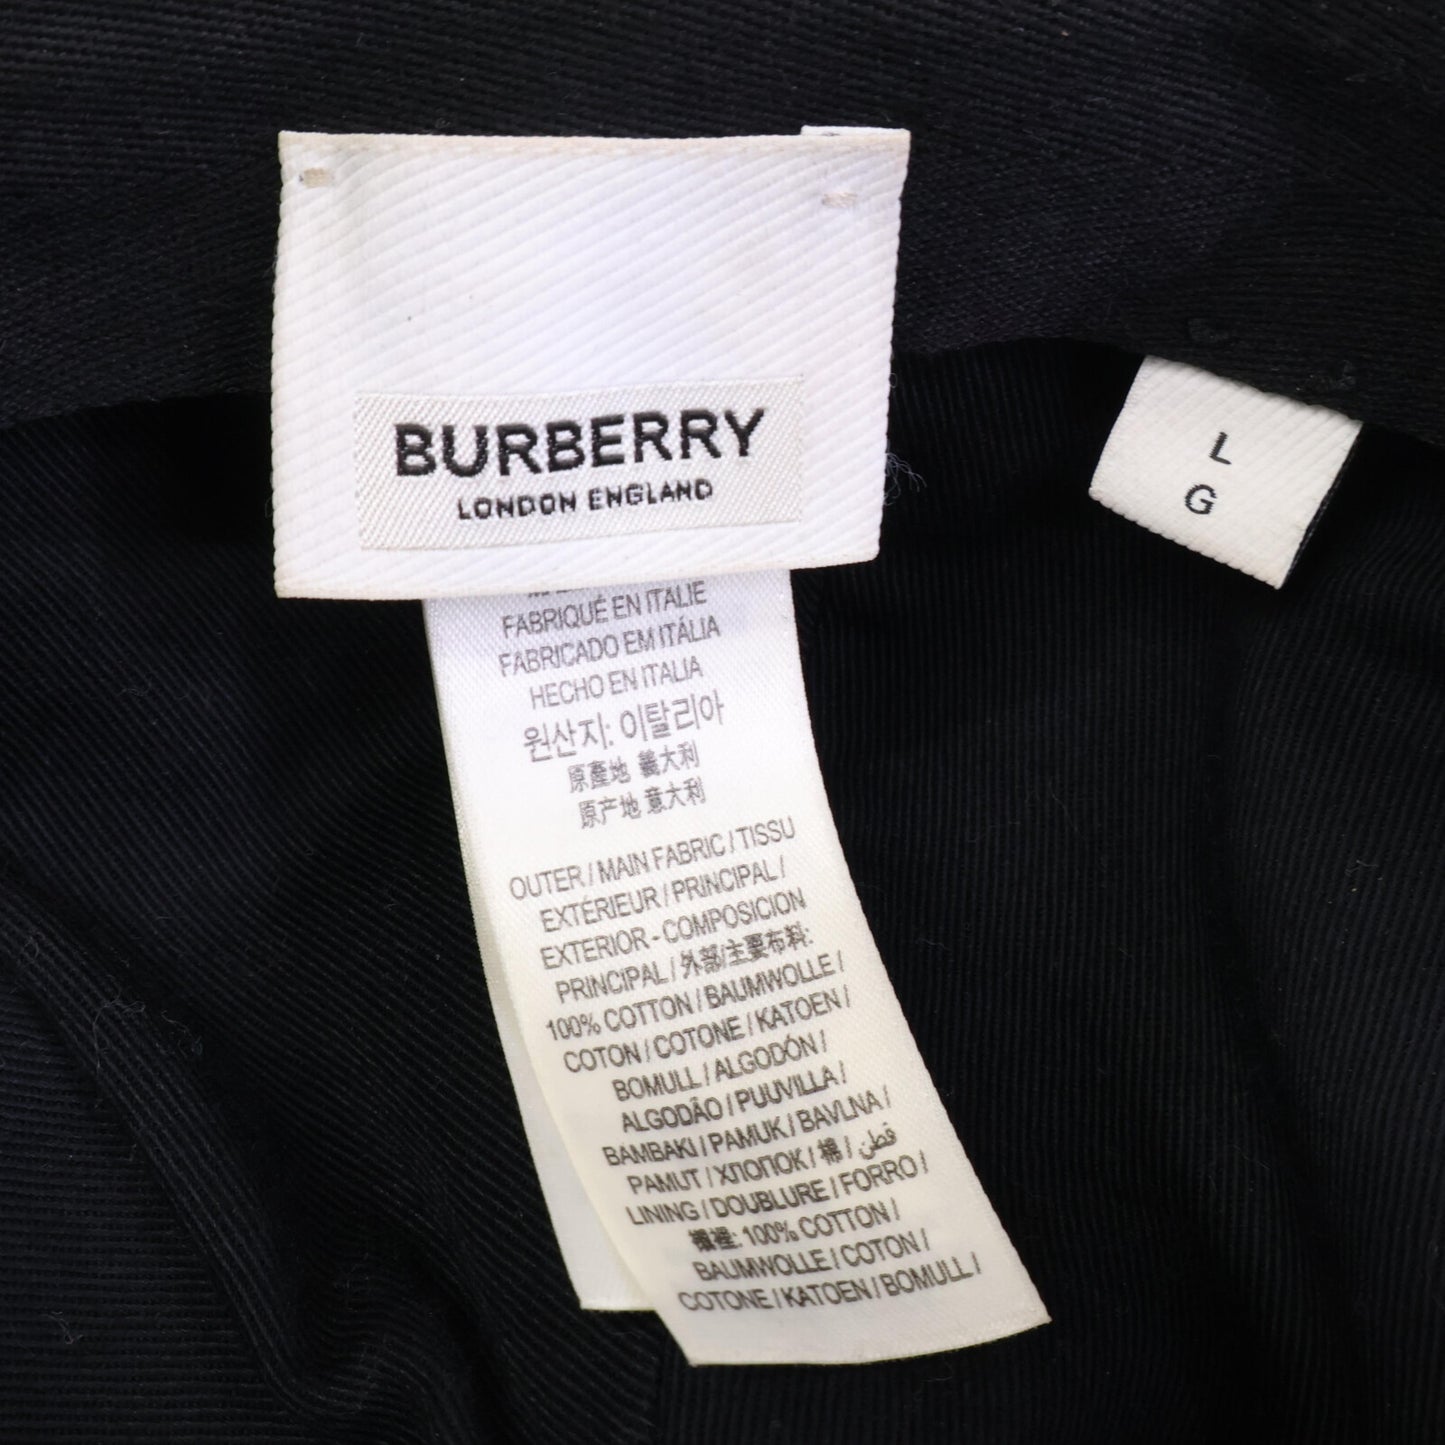 BURBERRY
LONDON ENGLAND
L
G
FABRIQUÉ EN ITALIE
FABRICADO EM ITÁLIA
HECHO EN ITALIA
원산지: 이탈리아
原產地 義大利
原产地 意大利
OUTER / MAIN FABRIC / TISSU
EXTÉRIEUR / PRINCIPAL /
EXTERIOR - COMPOSICION
PRINCIPAL / 外部/主要布料:
100% COTTON / BAUMWOLLE /
COTON / COTONE / KATOEN /
BOMULL / ALGODÓN /
ALGODÃO / PUUVILLA /
BAMBAKI / PAMUK / BAVLNA /
PAMUT / ХЛОПОК / 棉 / قطن /
LINING / DOUBLURE / FORRO /
襯裡: 100% COTTON /
BAUMWOLLE / COTON /
COTONE / KATOEN / BOMULL /